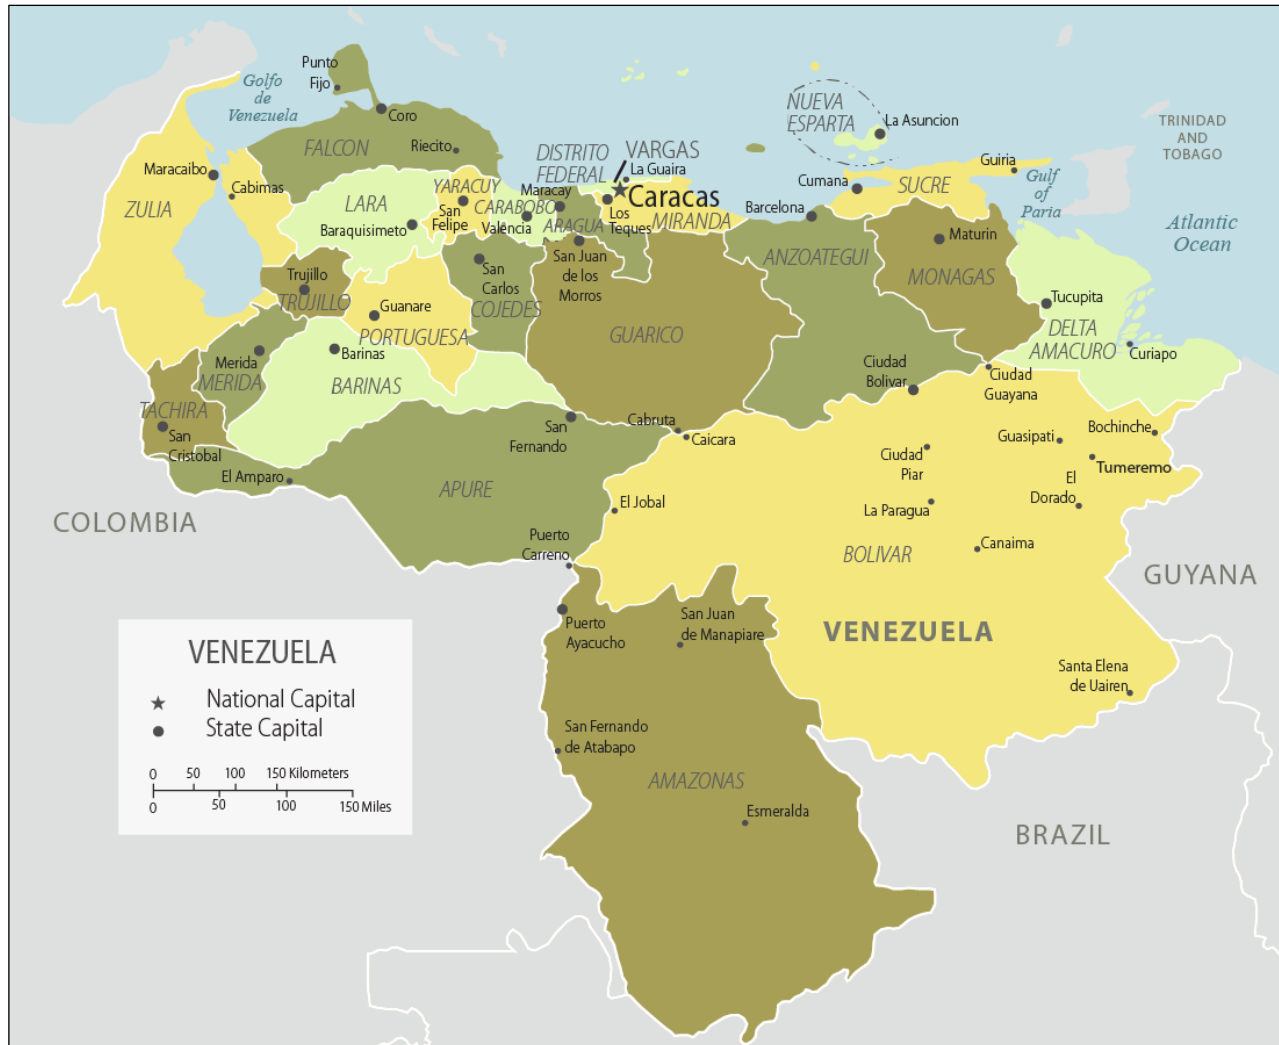 Punto
Fijo
Golfo
de
Venezuela
Coro
FALCON
Riecito
Maracaibo
Cabimas
ZULIA
LARA
Baraquisimeto
YARACUY
San
Felipe
CARABOBO
Valencia
DISTRITO
FEDERAL
VARGAS
La Guaira
Maracay
Caracas
ARAGUA
Los
Teques
MIRANDA
NUEVA
ESPARTA
La Asuncion
Cumana
SUCRE
Guiria
Gulf
of
Paria
TRINIDAD
AND
TOBAGO
Atlantic
Ocean
Barcelona
ANZOATEGUI
Maturin
MONAGAS
Tucupita
DELTA
AMACURO
Curiapo
Trujillo
TRUJILLO
Guanare
PORTUGUESA
San
Carlos
COJEDES
San Juan
de los
Morros
GUARICO
Merida
MERIDA
Barinas
BARINAS
TACHIRA
San
Cristobal
El Amparo
APURE
San
Fernando
Cabruta
Caicara
Ciudad
Bolivar
Ciudad
Guayana
Guasipati
Bochinche
Ciudad
Piar
Tumeremo
El
Dorado
El Jobal
La Paragua
Canaima
BOLIVAR
COLOMBIA
GUYANA
Puerto
Carreno
Puerto
Ayacucho
San Juan
de Manapiare
VENEZUELA
Santa Elena
de Uairen
San Fernando
de Atabapo
AMAZONAS
Esmeralda
BRAZIL
VENEZUELA
National Capital
State Capital
0 50 100 150 Kilometers
0 50 100 150 Miles